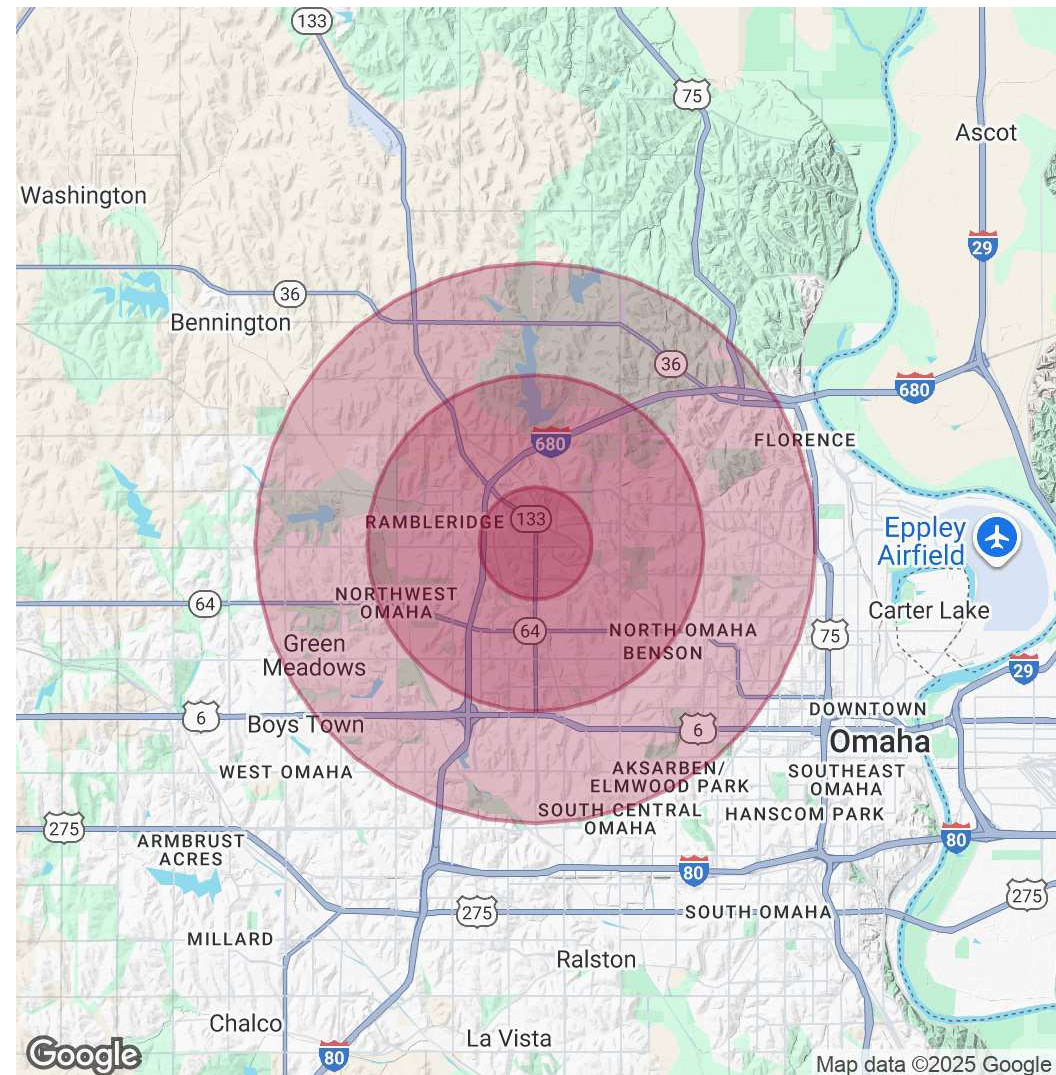 133
75
Ascot
Washington
29
36
Bennington
36
680
FLORENCE
680
RAMBLERIDGE
133
Eppley
Airfield
NORTHWEST
OMAHA
64
Carter Lake
64
NORTH OMAHA
BENSON
75
Green
Meadows
29
6
Boys Town
DOWNTOWN
6
Omaha
WEST OMAHA
AKSARBEN/
ELMWOOD PARK
SOUTHEAST
OMAHA
SOUTH CENTRAL
OMAHA
HANSCOM PARK
275
ARMBRUST
ACRES
80
80
275
275
SOUTH OMAHA
MILLARD
Ralston
Chalco
La Vista
80
Google
Map data ©2025 Google